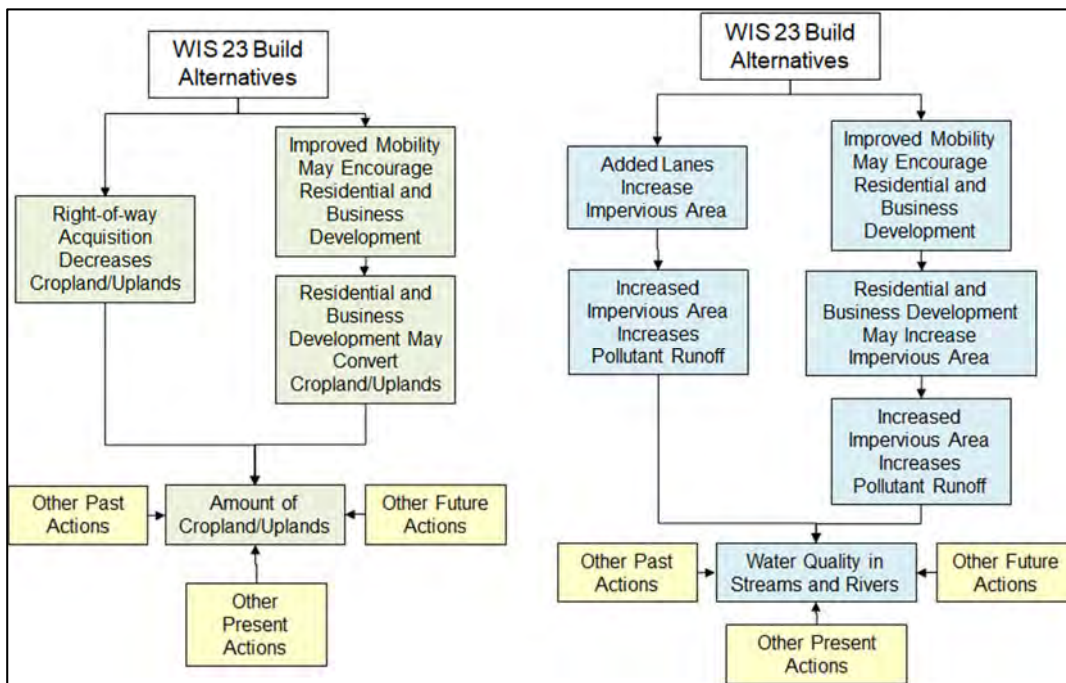 WIS 23 Build
Alternatives
Right-of-way
Acquisition
Decreases
Cropland/Uplands
Improved Mobility
May Encourage
Residential and
Business
Development
Residential and
Business
Development May
Convert
Cropland/Uplands
Other Past
Actions
Amount of
Cropland/Uplands
Other Future
Actions
Other
Present
Actions
WIS 23 Build
Alternatives
Added Lanes
Increase
Impervious Area
Increased
Impervious Area
Increases
Pollutant Runoff
Improved Mobility
May Encourage
Residential and
Business
Development
Residential and
Business Development
May Increase
Impervious Area
Increased
Impervious Area
Increases
Pollutant Runoff
Other Past
Actions
Water Quality in
Streams and Rivers
Other Future
Actions
Other Present
Actions